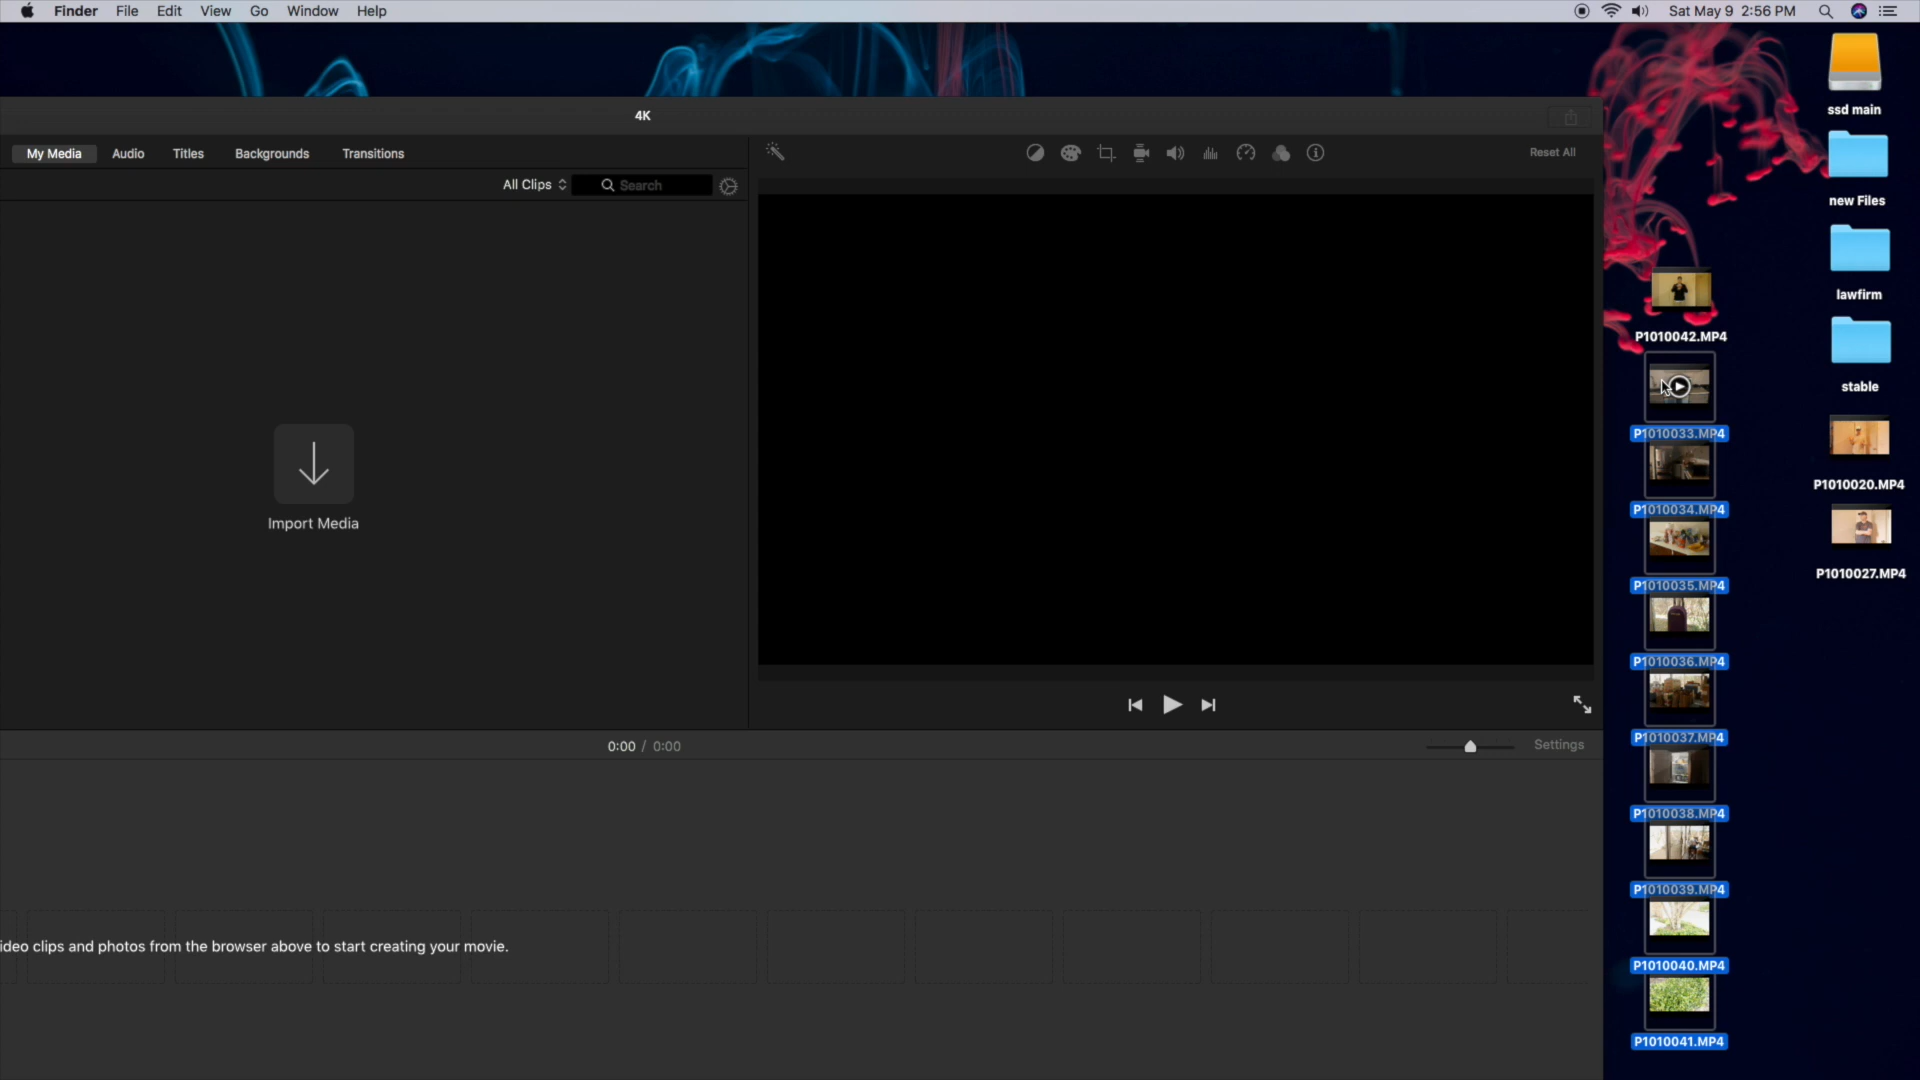 Finder File Edit View Go Window Help Sat May 9 2:56 PM
4K
My Media Audio Titles Backgrounds Transitions Reset All
All Clips Search
Import Media
0:00 / 0:00 Settings
ideo clips and photos from the browser above to start creating your movie.
P1010042.MP4
P1010033.MP4
P1010034.MP4
P1010035.MP4
P1010036.MP4
P1010037.MP4
P1010038.MP4
P1010039.MP4
P1010040.MP4
P1010041.MP4
ssd main
new Files
lawfirm
stable
P1010020.MP4
P1010027.MP4